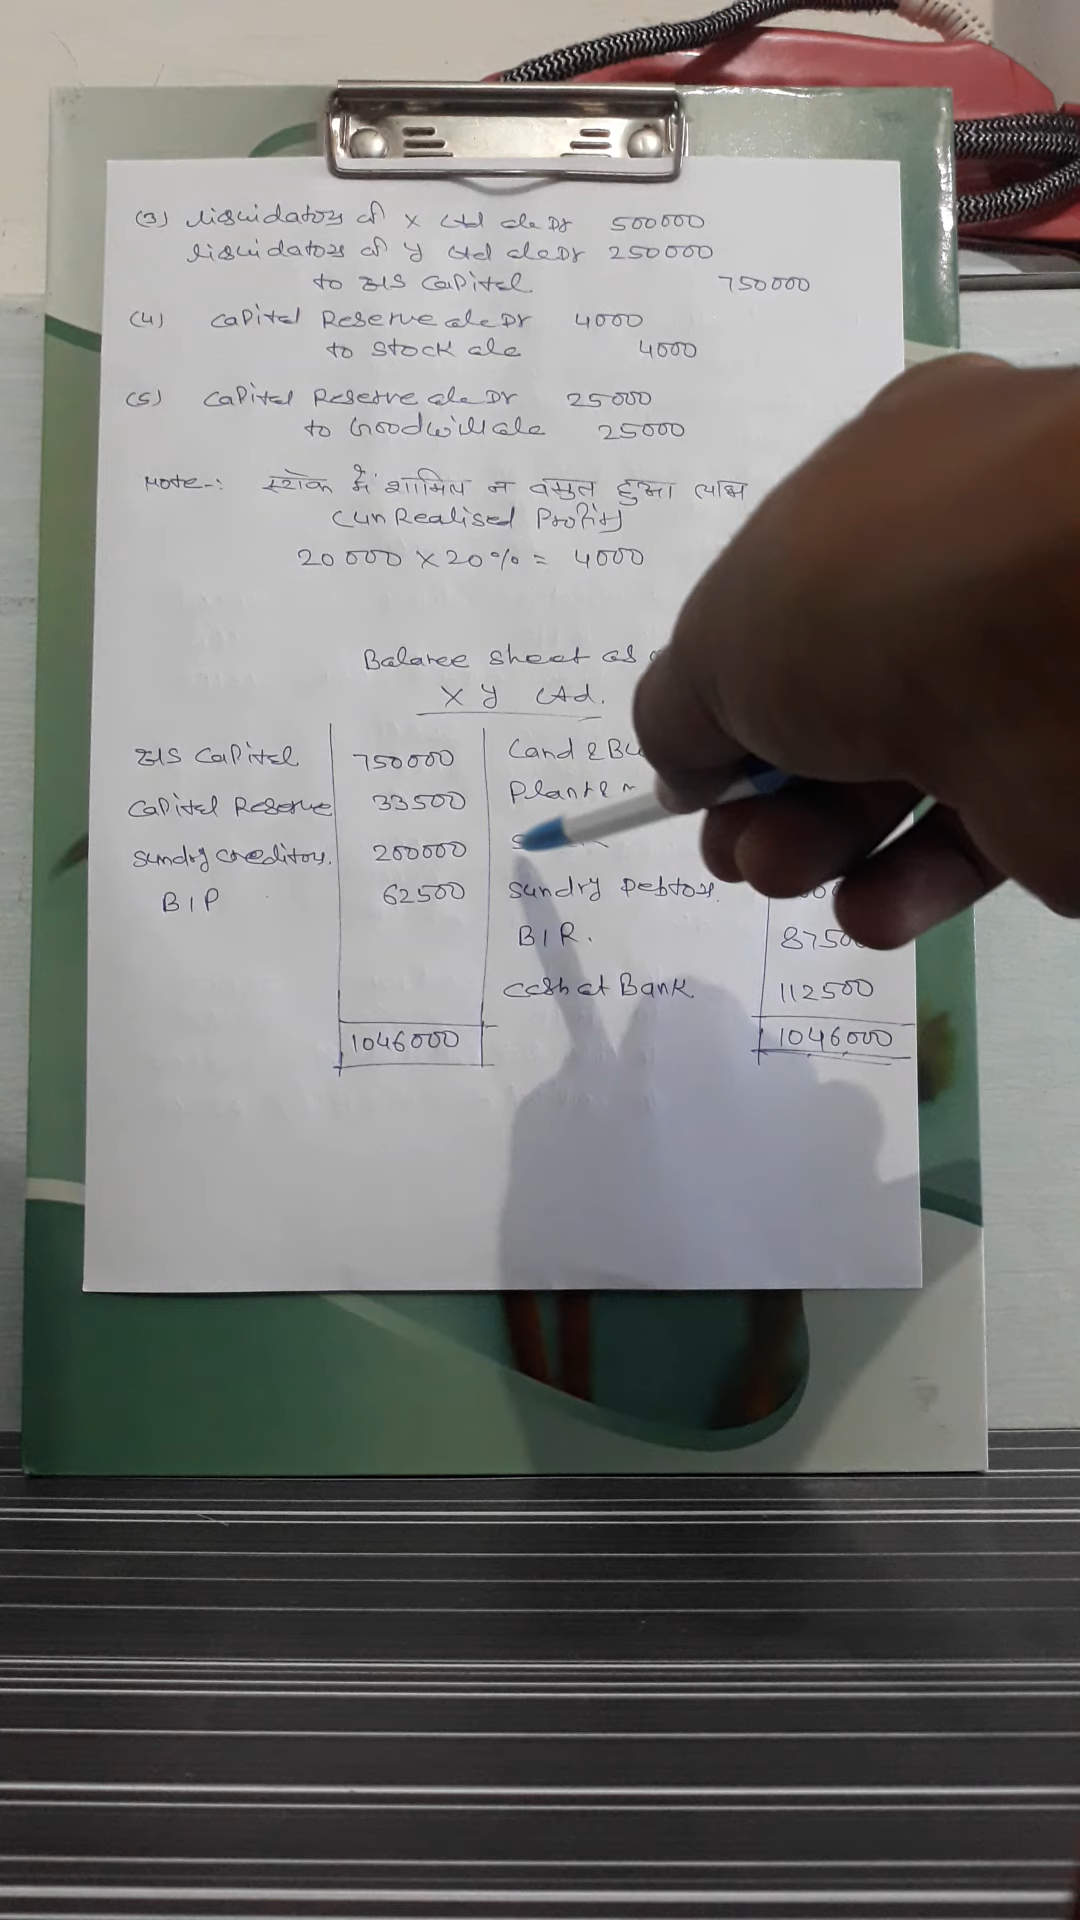 (3) Liquidators of X Ltd a/c Dr 500000
Liquidators of Y Ltd a/c Dr 250000
to S/S Capital 750000
(4) Capital Reserve a/c Dr 4000
to Stock a/c 4000
(5) Capital Reserve a/c Dr 25000
to Goodwill a/c 25000
Note-: स्टॉक में शामिल न वसूल हुआ लाभ
(Un Realised Profit)
20000 × 20% = 4000
Balance sheet as
X Y Ltd.
S/S Capital 750000 Land & Bu
Capital Reserve 33500 Plant & m
Sundry creditors. 200000
B/P 62500 Sundry Debtors.
B/R. 8750
Cash at Bank 112500
1046000 1046000